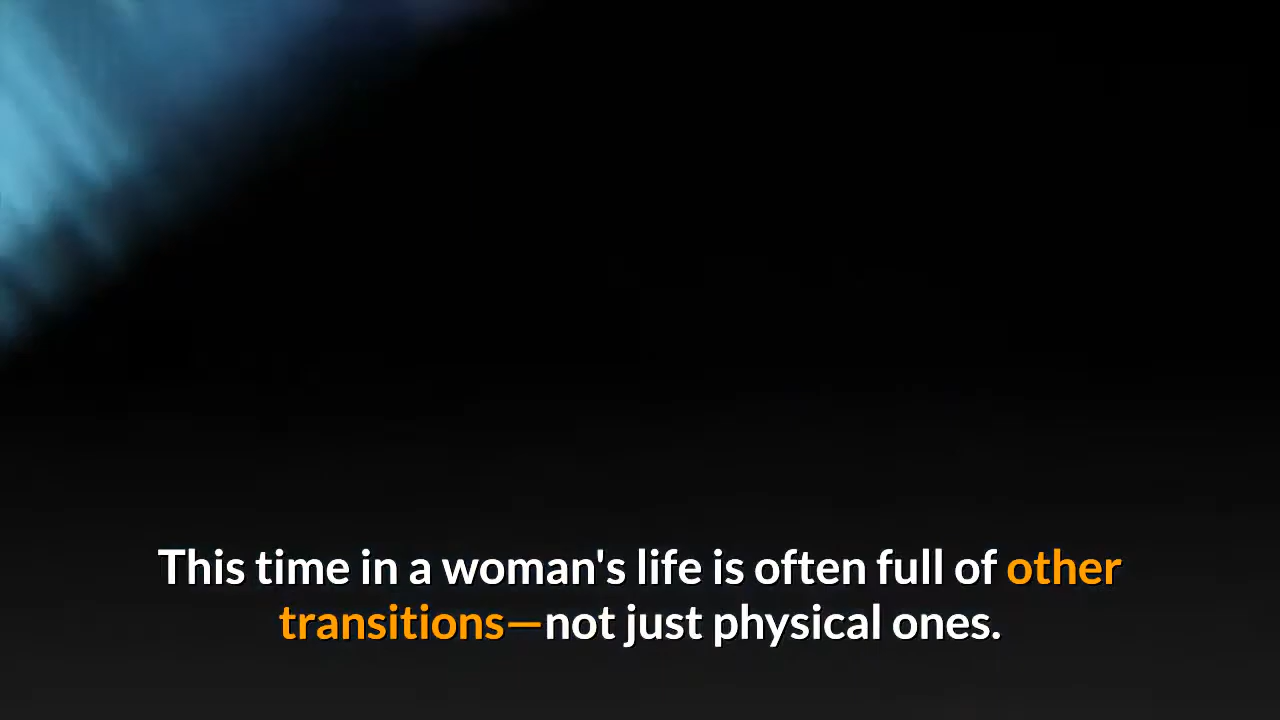 This time in a woman's life is often full of other
transitions—not just physical ones.